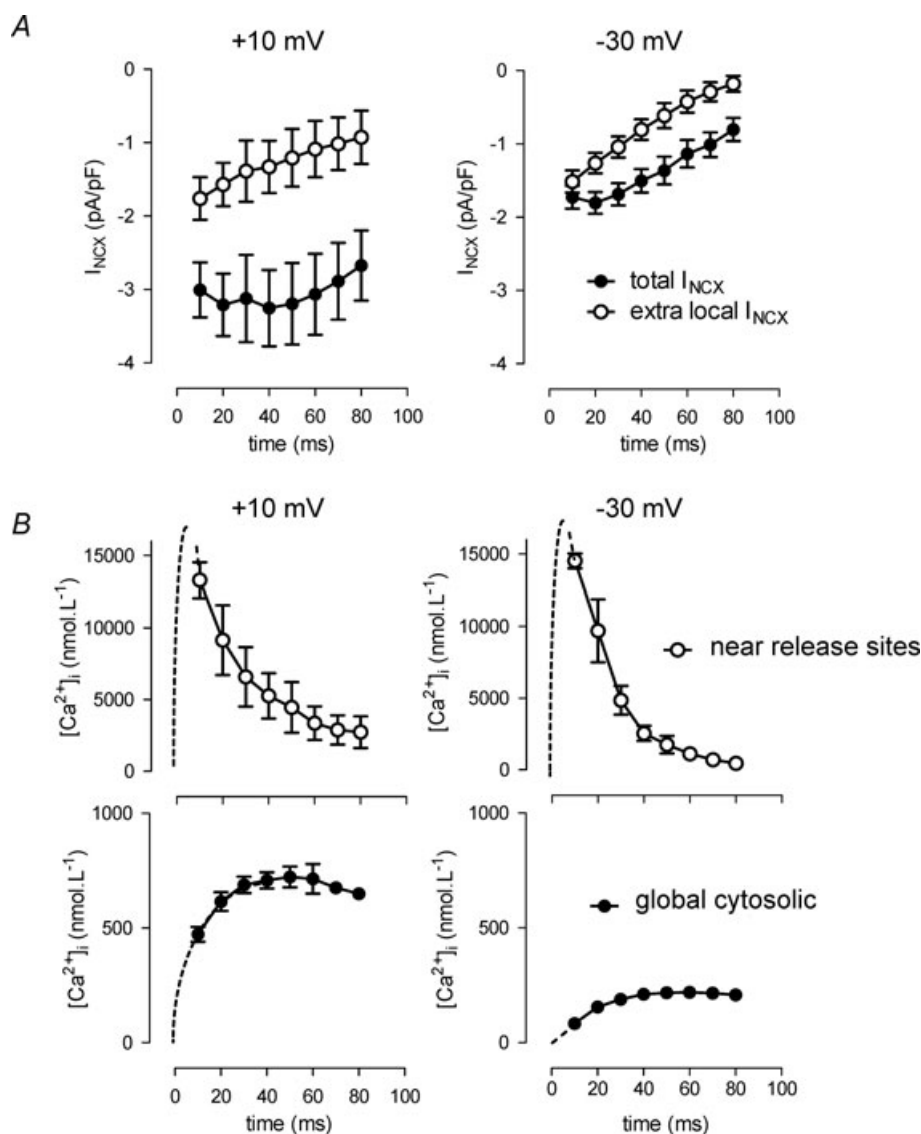 A
+10 mV
-30 mV
0
-1
-2
-3
-4
I_NCX (pA/pF)
0 20 40 60 80 100
time (ms)
0
-1
-2
-3
-4
I_NCX (pA/pF)
total I_NCX
extra local I_NCX
0 20 40 60 80 100
time (ms)
B
+10 mV
-30 mV
15000
10000
5000
0
[Ca²⁺]i (nmol.L⁻¹)
15000
10000
5000
0
[Ca²⁺]i (nmol.L⁻¹)
near release sites
1000
500
0
[Ca²⁺]i (nmol.L⁻¹)
0 20 40 60 80 100
time (ms)
1000
500
0
[Ca²⁺]i (nmol.L⁻¹)
global cytosolic
0 20 40 60 80 100
time (ms)